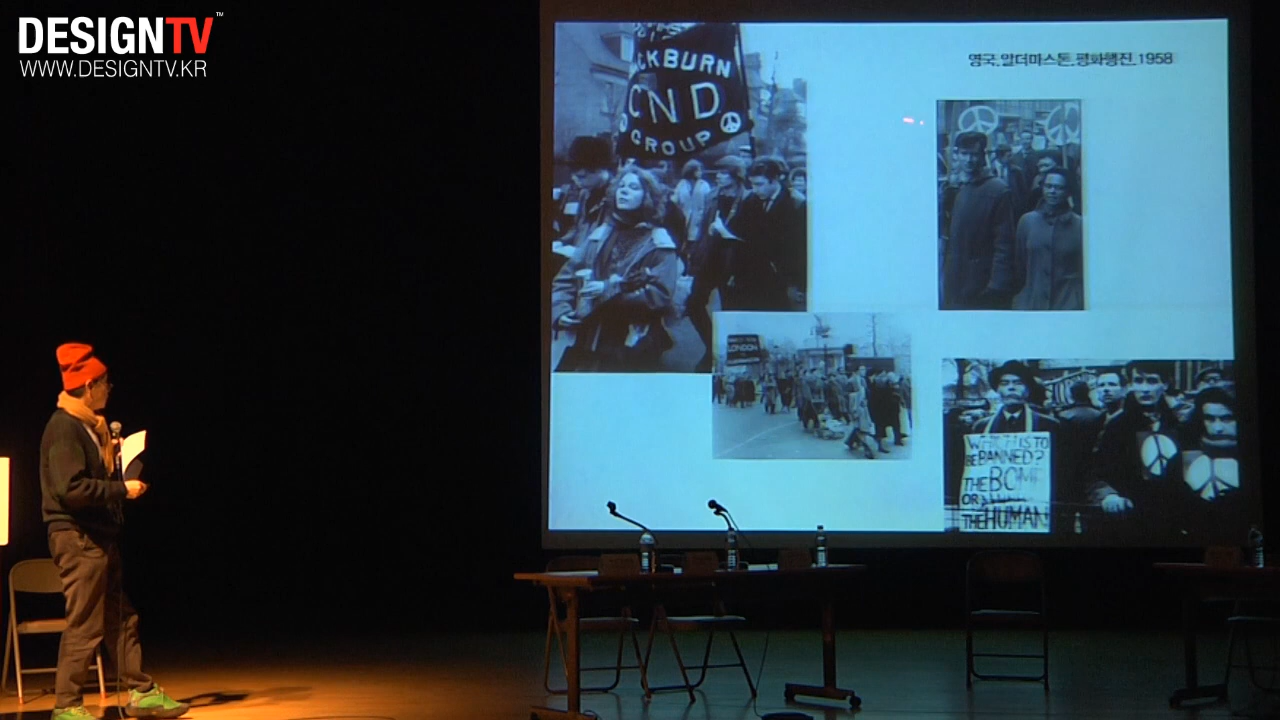 DESIGNTV™
WWW.DESIGNTV.KR
영국, 알더마스톤, 평화행진, 1958
CKBURN
CND
GROUP
LONDON
WHICH IS TO
BE BANNED?
THE BOMB
OR
THE HUMAN